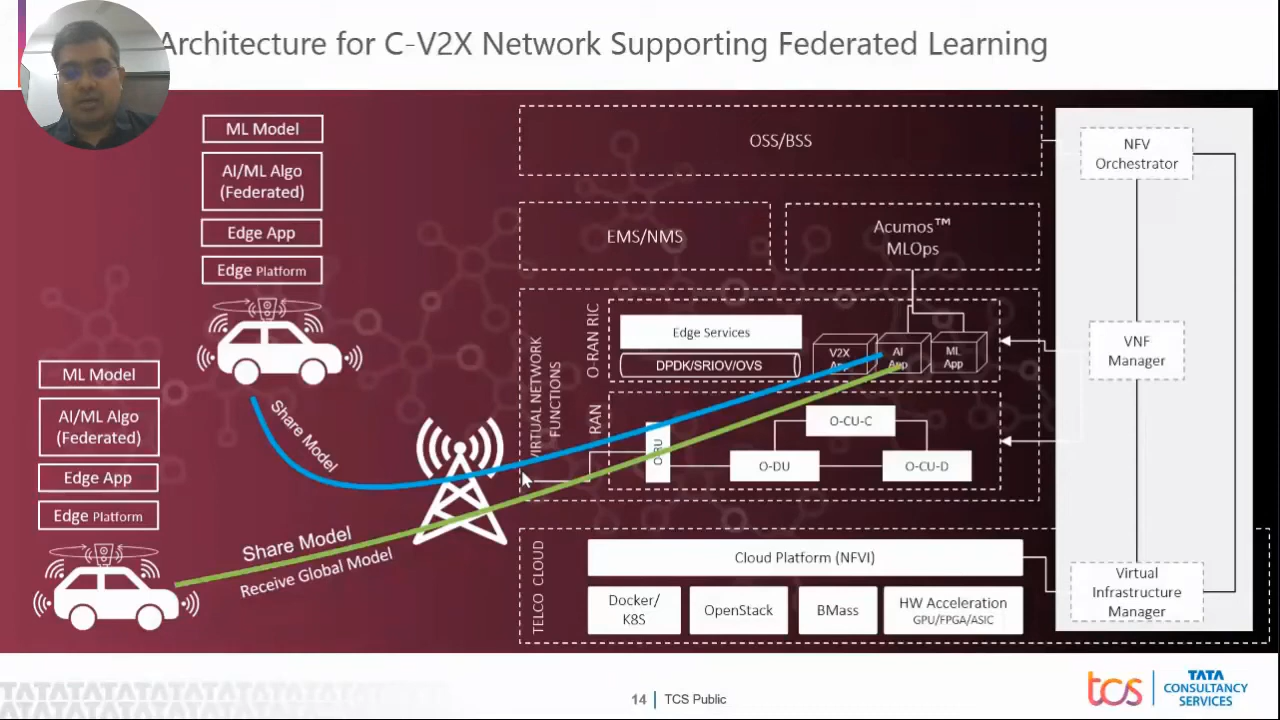 Architecture for C-V2X Network Supporting Federated Learning
ML Model
AI/ML Algo
(Federated)
Edge App
Edge Platform
ML Model
AI/ML Algo
(Federated)
Edge App
Edge Platform
Share Model
Share Model
Receive Global Model
OSS/BSS
EMS/NMS
Acumos™
MLOps
VIRTUAL NETWORK
FUNCTIONS
O-RAN RIC
Edge Services
DPDK/SRIOV/OVS
V2X
App
AI
App
ML
App
RAN
O-RU
O-CU-C
O-DU
O-CU-D
TELCO CLOUD
Cloud Platform (NFVI)
Docker/
K8S
OpenStack
BMass
HW Acceleration
GPU/FPGA/ASIC
NFV
Orchestrator
VNF
Manager
Virtual
Infrastructure
Manager
14 | TCS Public
tcs
TATA
CONSULTANCY
SERVICES